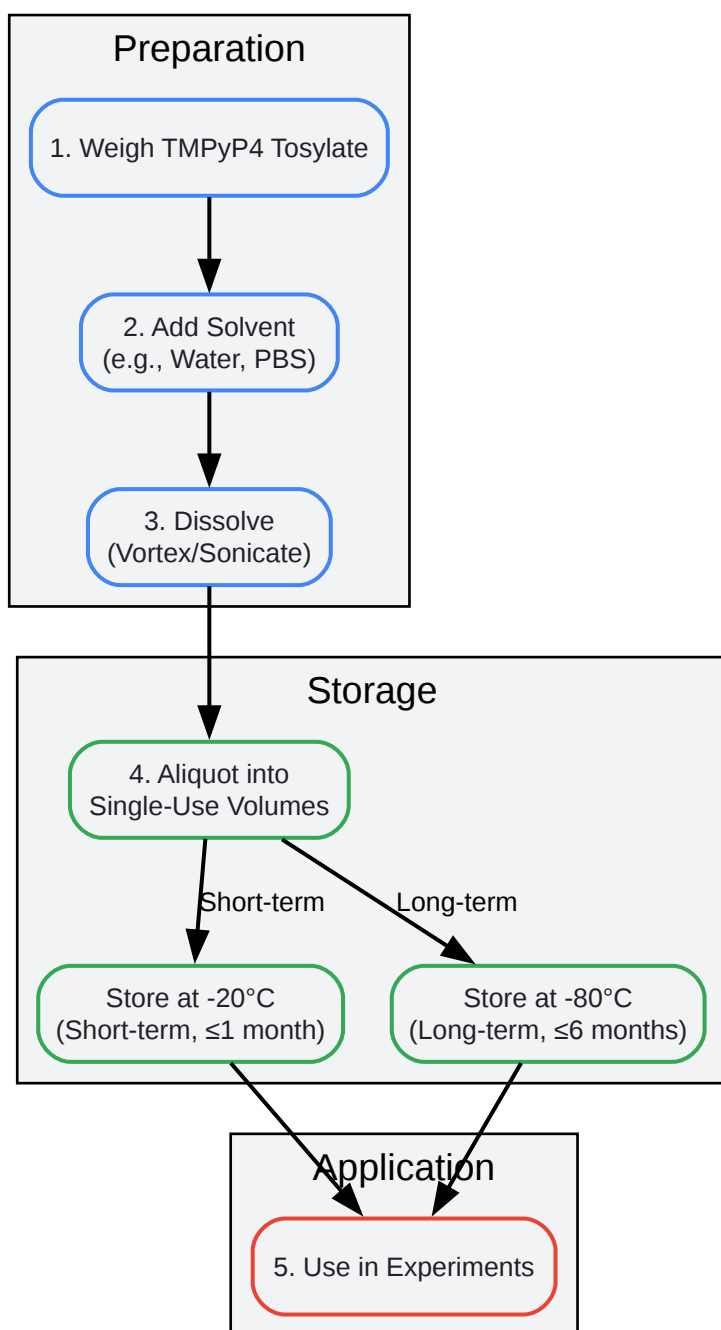 Preparation
1. Weigh TMPyP4 Tosylate
2. Add Solvent
(e.g., Water, PBS)
3. Dissolve
(Vortex/Sonicate)
Storage
4. Aliquot into
Single-Use Volumes
Short-term
Long-term
Store at -20°C
(Short-term, ≤1 month)
Store at -80°C
(Long-term, ≤6 months)
Application
5. Use in Experiments